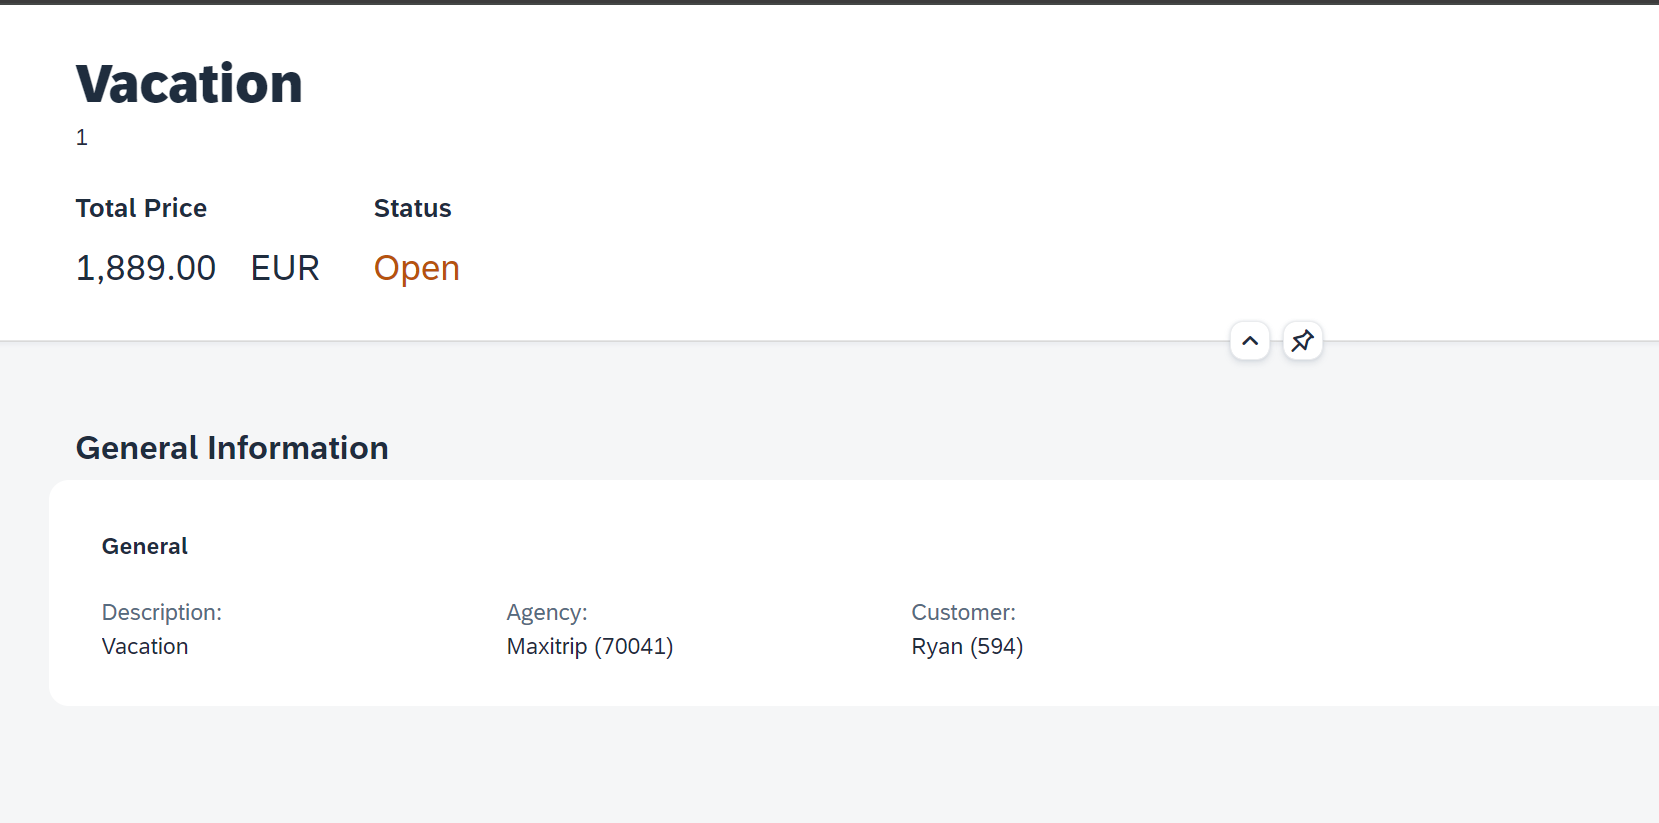 Vacation
1
Total Price Status
1,889.00 EUR Open
General Information
General
Description: Agency: Customer:
Vacation Maxitrip (70041) Ryan (594)